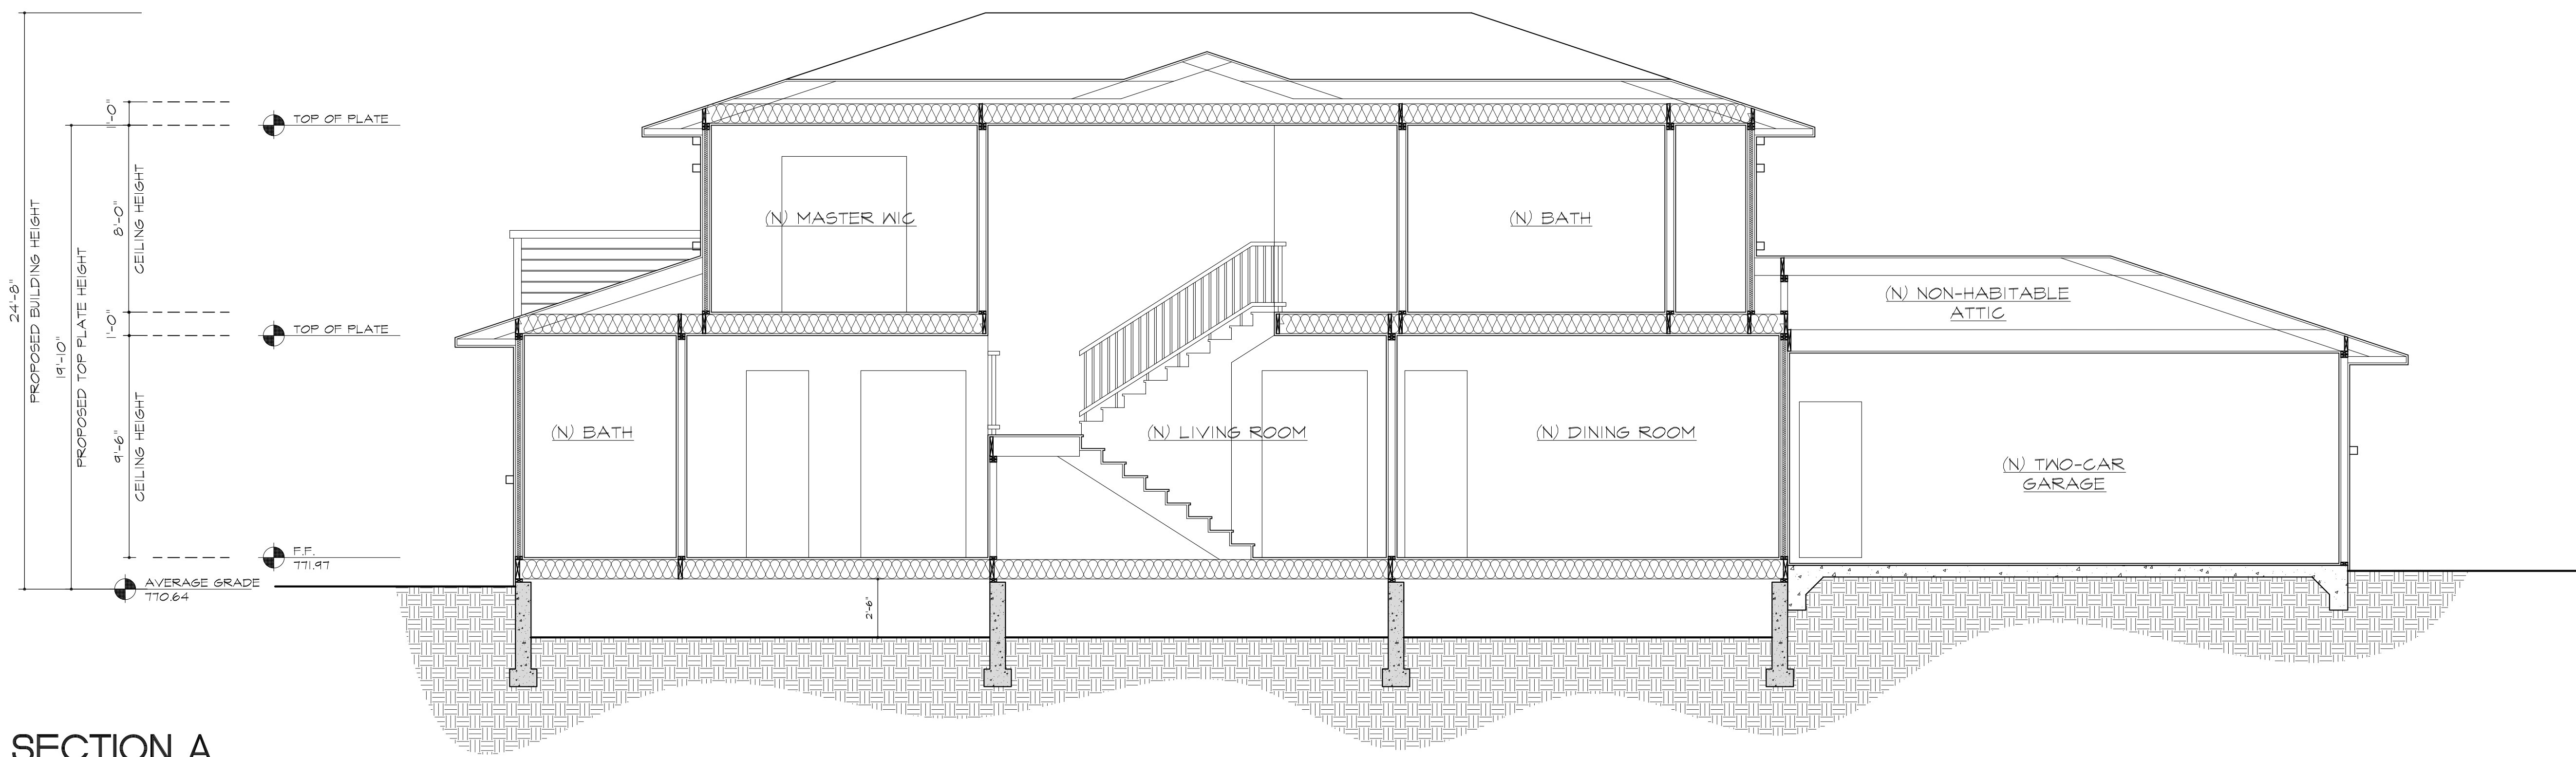 24'-8"
PROPOSED BUILDING HEIGHT
19'-10"
PROPOSED TOP PLATE HEIGHT
1'-0"
8'-0"
CEILING HEIGHT
1'-0"
9'-6"
CEILING HEIGHT
TOP OF PLATE
TOP OF PLATE
F.F.
771.97
AVERAGE GRADE
770.64
(N) MASTER WIC
(N) BATH
(N) NON-HABITABLE
ATTIC
(N) BATH
(N) LIVING ROOM
(N) DINING ROOM
(N) TWO-CAR
GARAGE
2'-6"
SECTION A